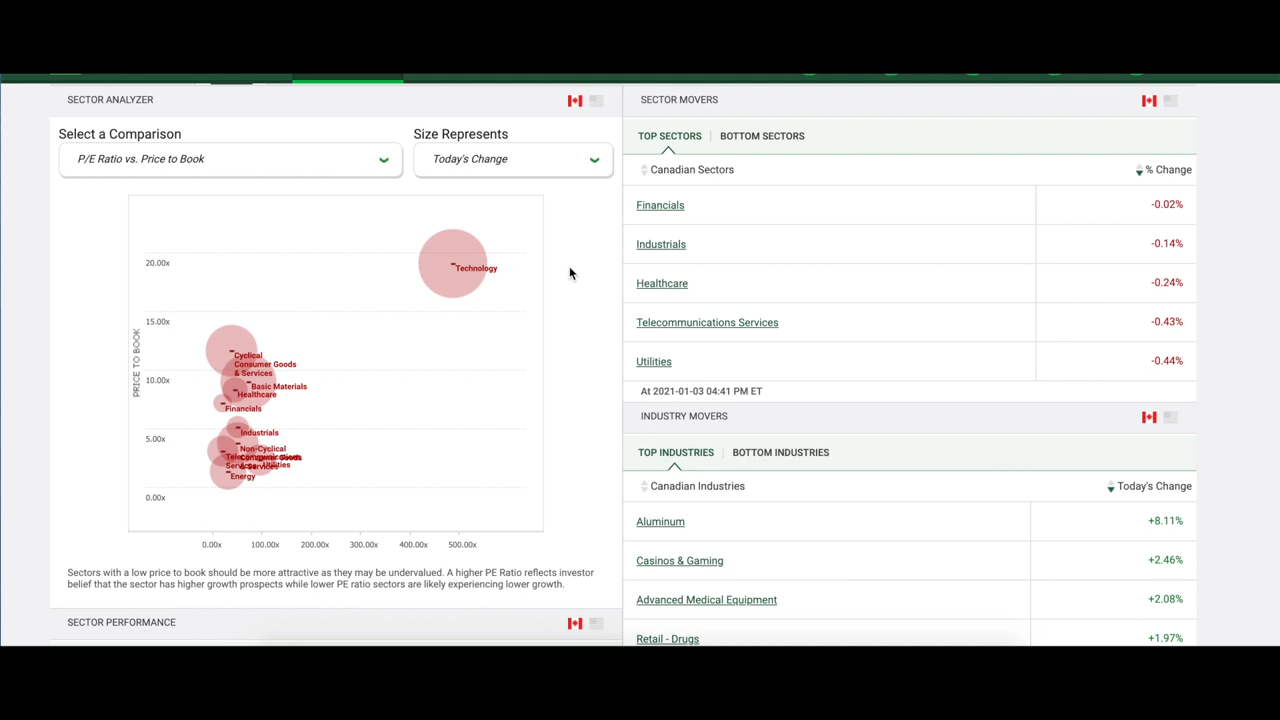 SECTOR ANALYZER
Select a Comparison
Size Represents
P/E Ratio vs. Price to Book
Today's Change
PRICE TO BOOK
20.00x
15.00x
10.00x
5.00x
0.00x
Technology
Cyclical
Consumer Goods
& Services
Basic Materials
Healthcare
Financials
Industrials
Non-Cyclical
Consumer Goods
& Services
Telecommunications
Services
Utilities
Energy
0.00x 100.00x 200.00x 300.00x 400.00x 500.00x
Sectors with a low price to book should be more attractive as they may be undervalued. A higher PE Ratio reflects investor
belief that the sector has higher growth prospects while lower PE ratio sectors are likely experiencing lower growth.
SECTOR PERFORMANCE
SECTOR MOVERS
TOP SECTORS BOTTOM SECTORS
Canadian Sectors % Change
Financials -0.02%
Industrials -0.14%
Healthcare -0.24%
Telecommunications Services -0.43%
Utilities -0.44%
At 2021-01-03 04:41 PM ET
INDUSTRY MOVERS
TOP INDUSTRIES BOTTOM INDUSTRIES
Canadian Industries Today's Change
Aluminum +8.11%
Casinos & Gaming +2.46%
Advanced Medical Equipment +2.08%
Retail - Drugs +1.97%